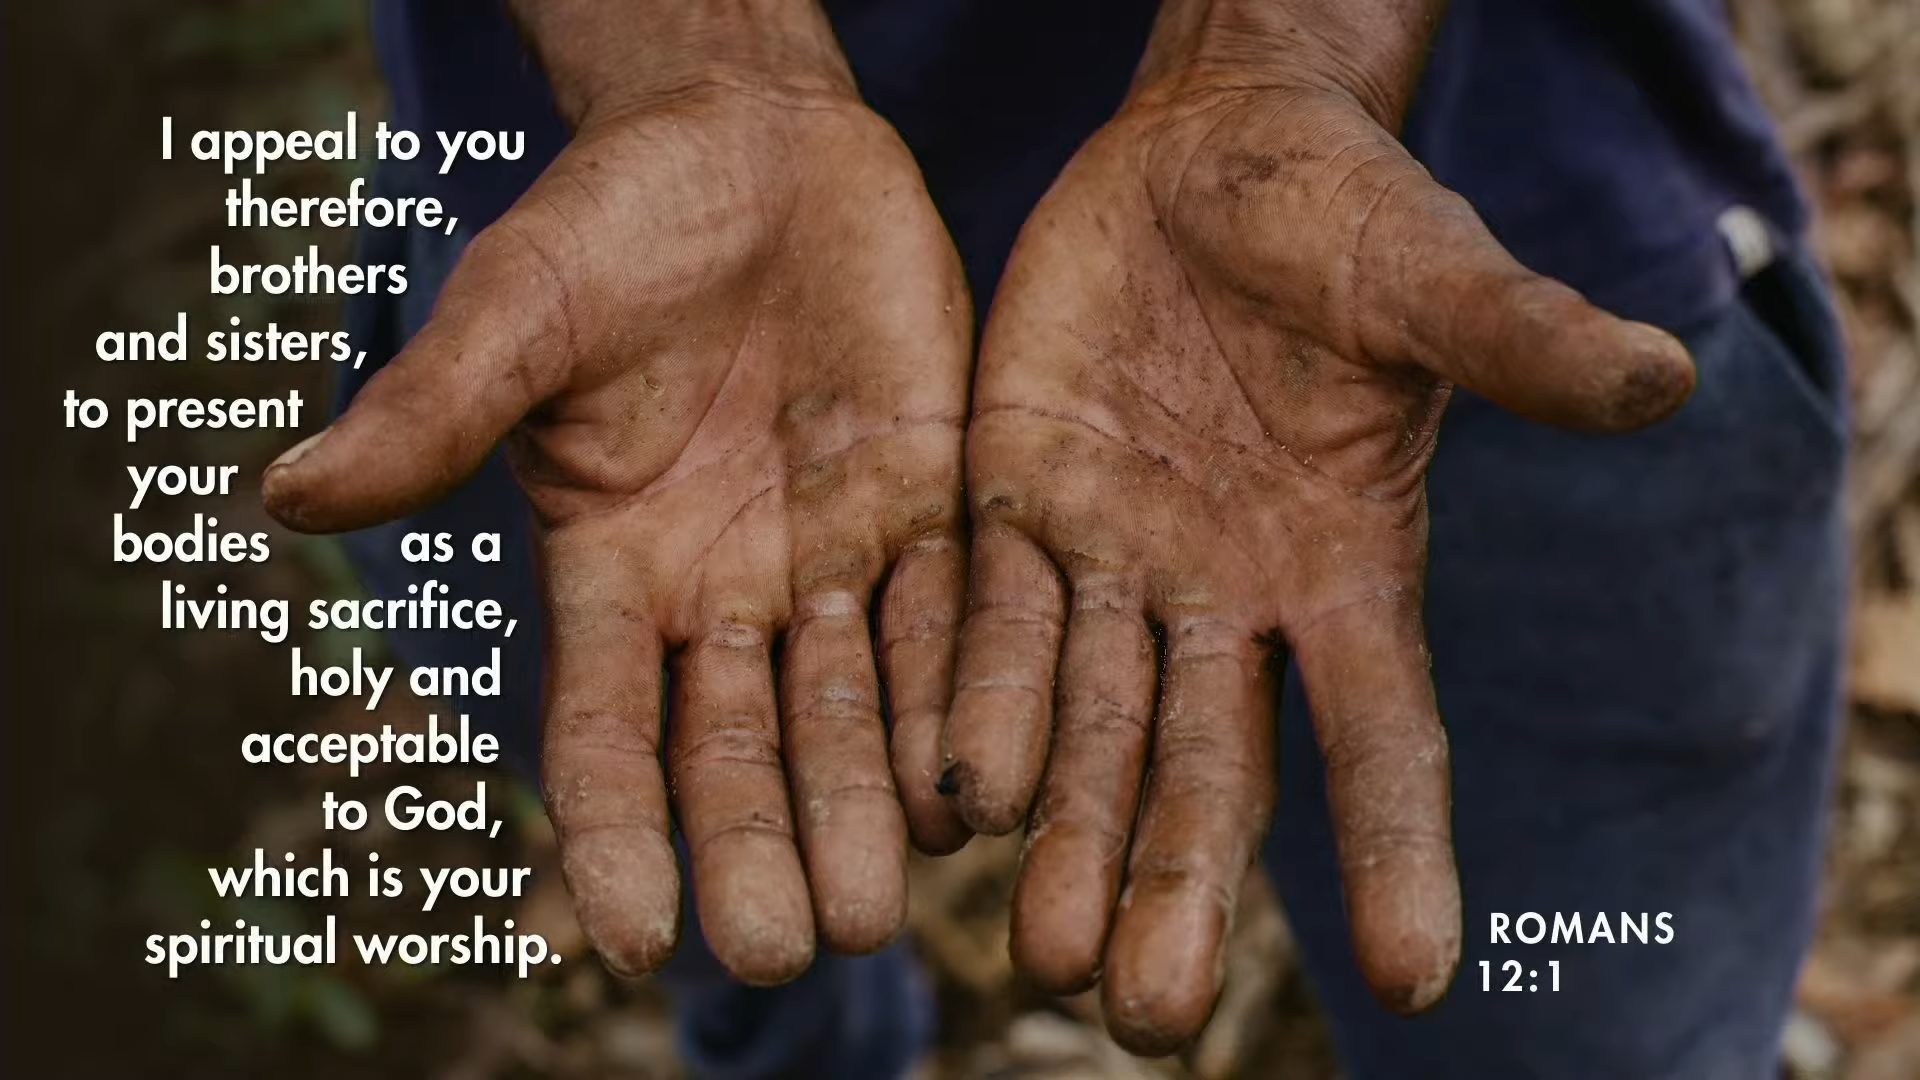 I appeal to you
therefore,
brothers
and sisters,
to present
your
bodies as a
living sacrifice,
holy and
acceptable
to God,
which is your
spiritual worship.
ROMANS
12:1